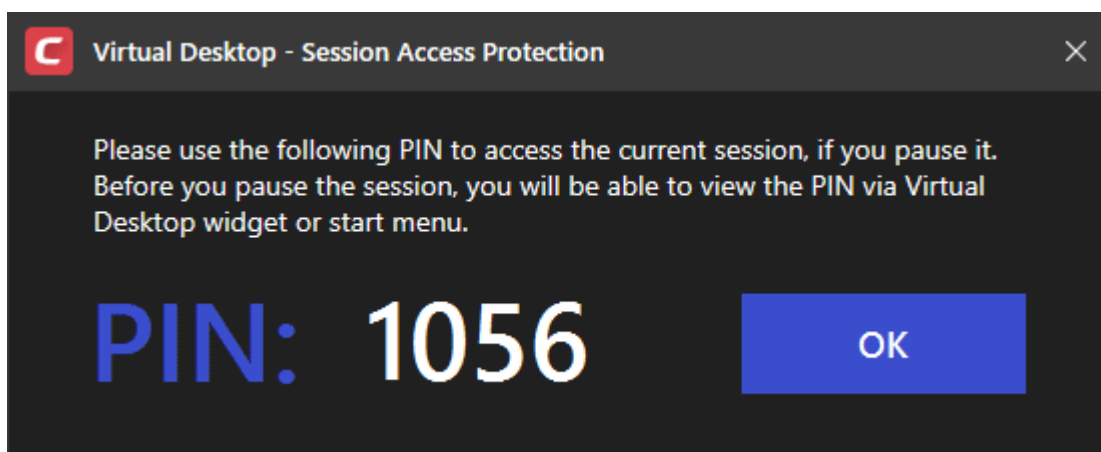 Virtual Desktop - Session Access Protection
Please use the following PIN to access the current session, if you pause it.
Before you pause the session, you will be able to view the PIN via Virtual
Desktop widget or start menu.
PIN: 1056
OK